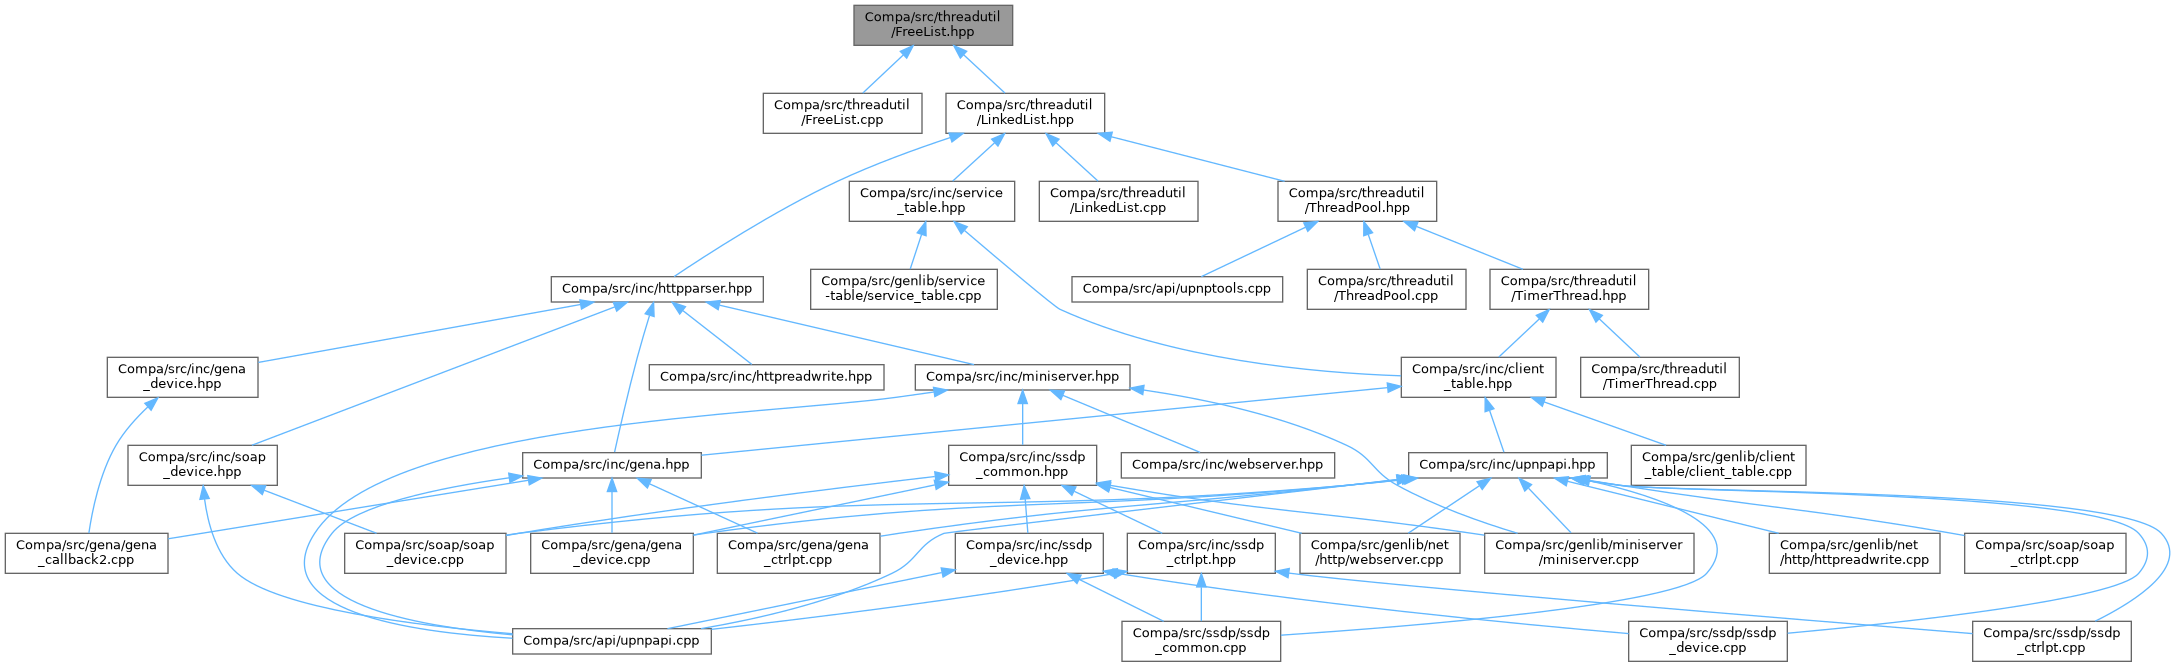 Compa/src/threadutil
/FreeList.hpp
Compa/src/threadutil
/FreeList.cpp
Compa/src/threadutil
/LinkedList.hpp
Compa/src/inc/service
_table.hpp
Compa/src/threadutil
/LinkedList.cpp
Compa/src/threadutil
/ThreadPool.hpp
Compa/src/inc/httpparser.hpp
Compa/src/genlib/service
-table/service_table.cpp
Compa/src/api/upnptools.cpp
Compa/src/threadutil
/ThreadPool.cpp
Compa/src/threadutil
/TimerThread.hpp
Compa/src/inc/gena
_device.hpp
Compa/src/inc/httpreadwrite.hpp
Compa/src/inc/miniserver.hpp
Compa/src/inc/client
_table.hpp
Compa/src/threadutil
/TimerThread.cpp
Compa/src/inc/soap
_device.hpp
Compa/src/inc/gena.hpp
Compa/src/inc/ssdp
_common.hpp
Compa/src/inc/webserver.hpp
Compa/src/inc/upnpapi.hpp
Compa/src/genlib/client
_table/client_table.cpp
Compa/src/gena/gena
_callback2.cpp
Compa/src/soap/soap
_device.cpp
Compa/src/gena/gena
_device.cpp
Compa/src/gena/gena
_ctrlpt.cpp
Compa/src/inc/ssdp
_device.hpp
Compa/src/inc/ssdp
_ctrlpt.hpp
Compa/src/genlib/net
/http/webserver.cpp
Compa/src/genlib/miniserver
/miniserver.cpp
Compa/src/genlib/net
/http/httpreadwrite.cpp
Compa/src/soap/soap
_ctrlpt.cpp
Compa/src/api/upnpapi.cpp
Compa/src/ssdp/ssdp
_common.cpp
Compa/src/ssdp/ssdp
_device.cpp
Compa/src/ssdp/ssdp
_ctrlpt.cpp